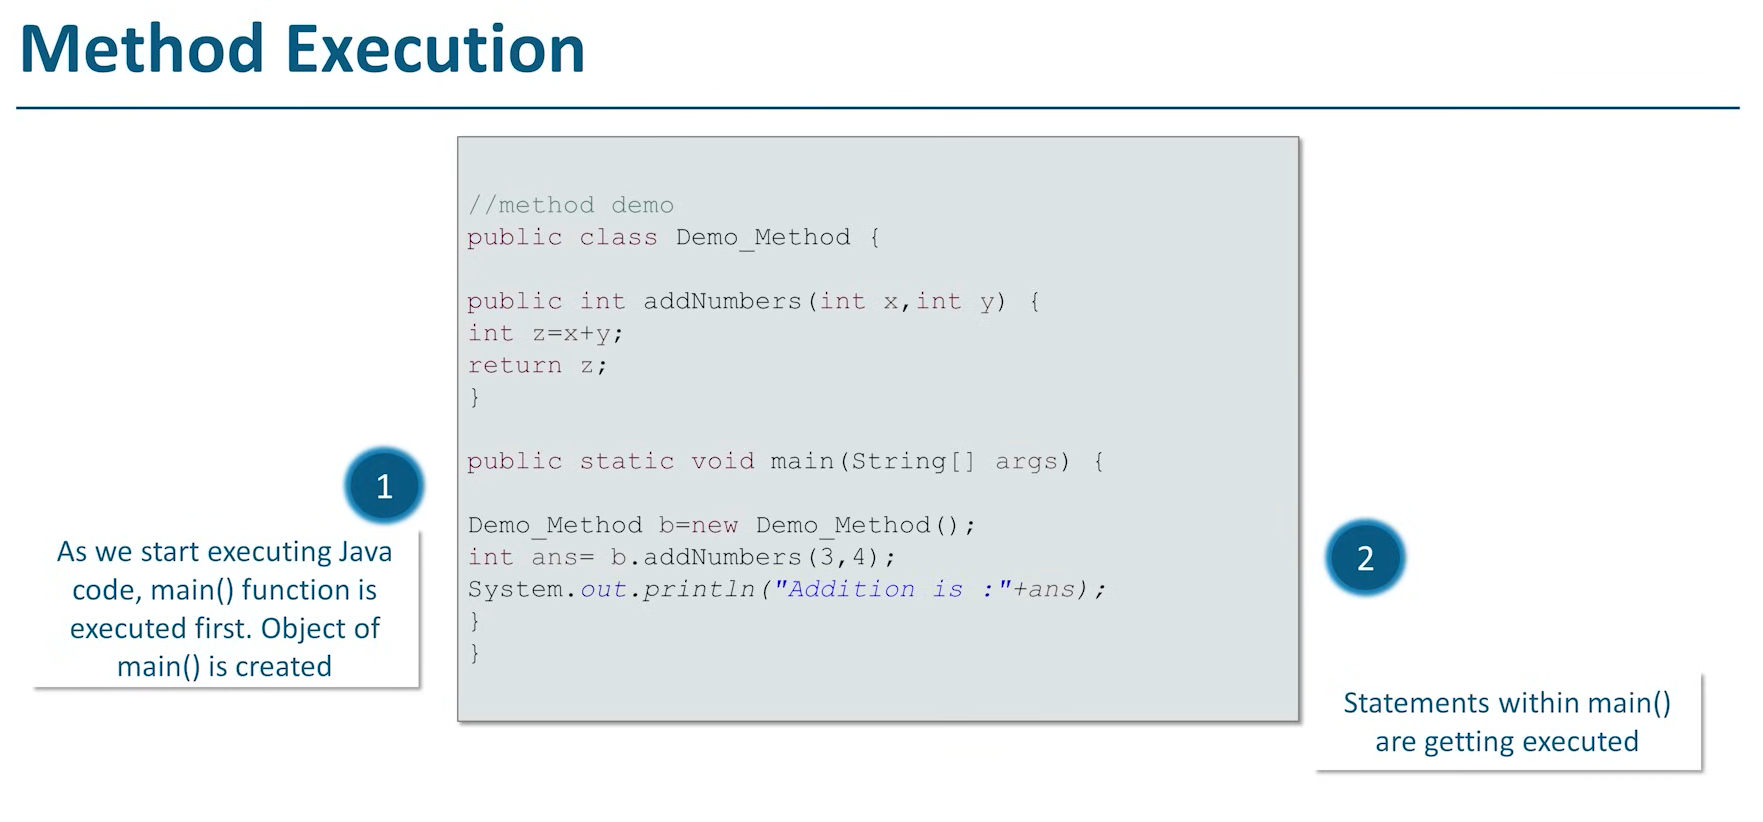 Method Execution
//method demo
public class Demo_Method {
public int addNumbers(int x,int y) {
int z=x+y;
return z;
}
public static void main(String[] args) {
Demo_Method b=new Demo_Method();
int ans= b.addNumbers(3,4);
System.out.println("Addition is :"+ans);
}
}
1
As we start executing Java
code, main() function is
executed first. Object of
main() is created
2
Statements within main()
are getting executed